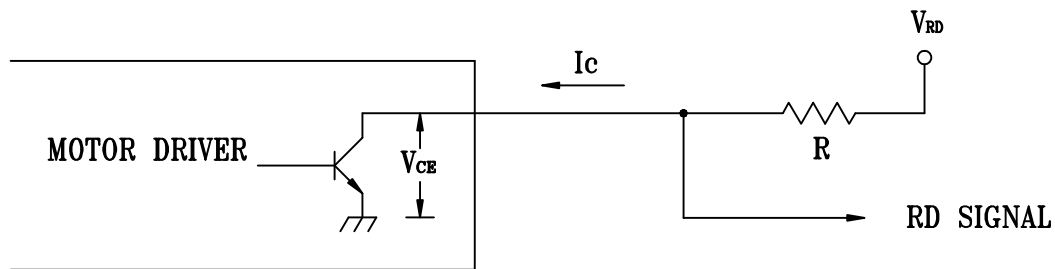 V_RD
Ic
MOTOR DRIVER
V_CE
R
RD SIGNAL